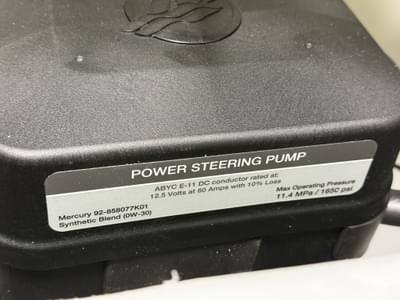 POWER STEERING PUMP
ABYC E-11 DC conductor rated at:
12.5 Volts at 60 Amps with 10% Loss
Mercury 92-858077K01
Synthetic Blend (0W-30)
Max Operating Pressure
11.4 MPa / 1650 psi